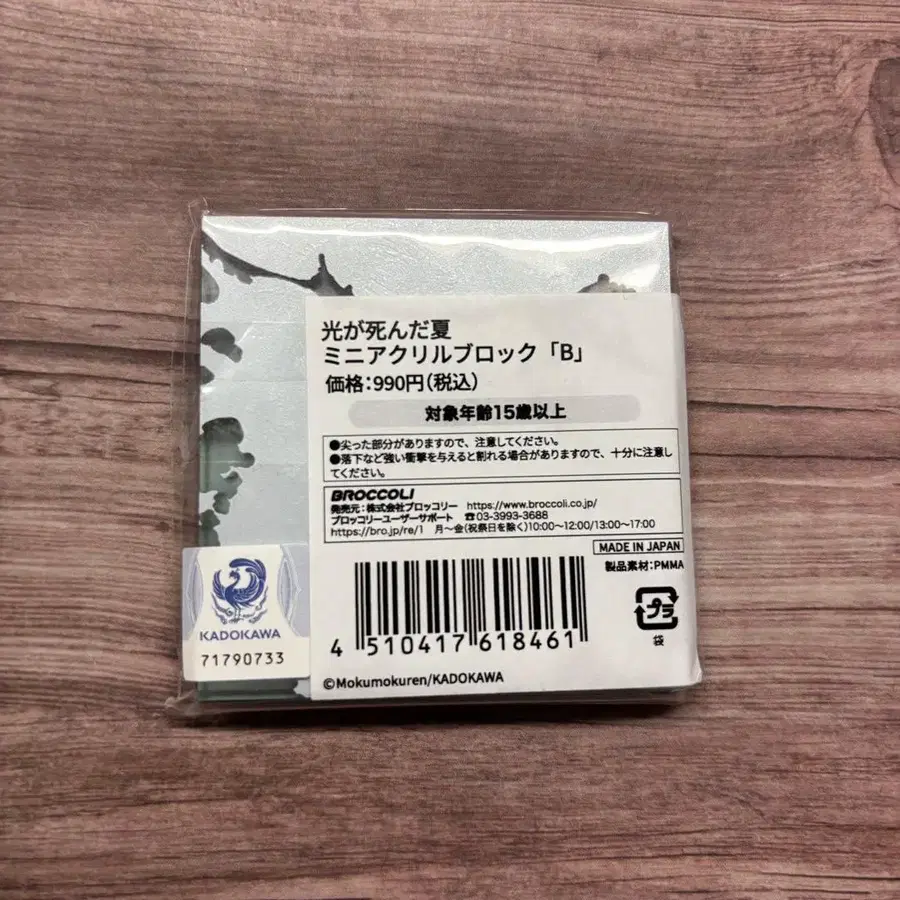 光が死んだ夏
ミニアクリルブロック「B」
価格:990円(税込)
対象年齢15歳以上
●尖った部分がありますので、注意してください。
●落下など強い衝撃を与えると割れる場合がありますので、十分に注意し
てください。
BROCCOLI
発売元:株式会社ブロッコリー https://www.broccoli.co.jp/
ブロッコリーユーザーサポート ☎03-3993-3688
https://bro.jp/re/1 月〜金(祝祭日を除く)10:00〜12:00/13:00〜17:00
MADE IN JAPAN
製品素材:PMMA
プラ
袋
4 510417 618461
©Mokumokuren/KADOKAWA
KADOKAWA
71790733